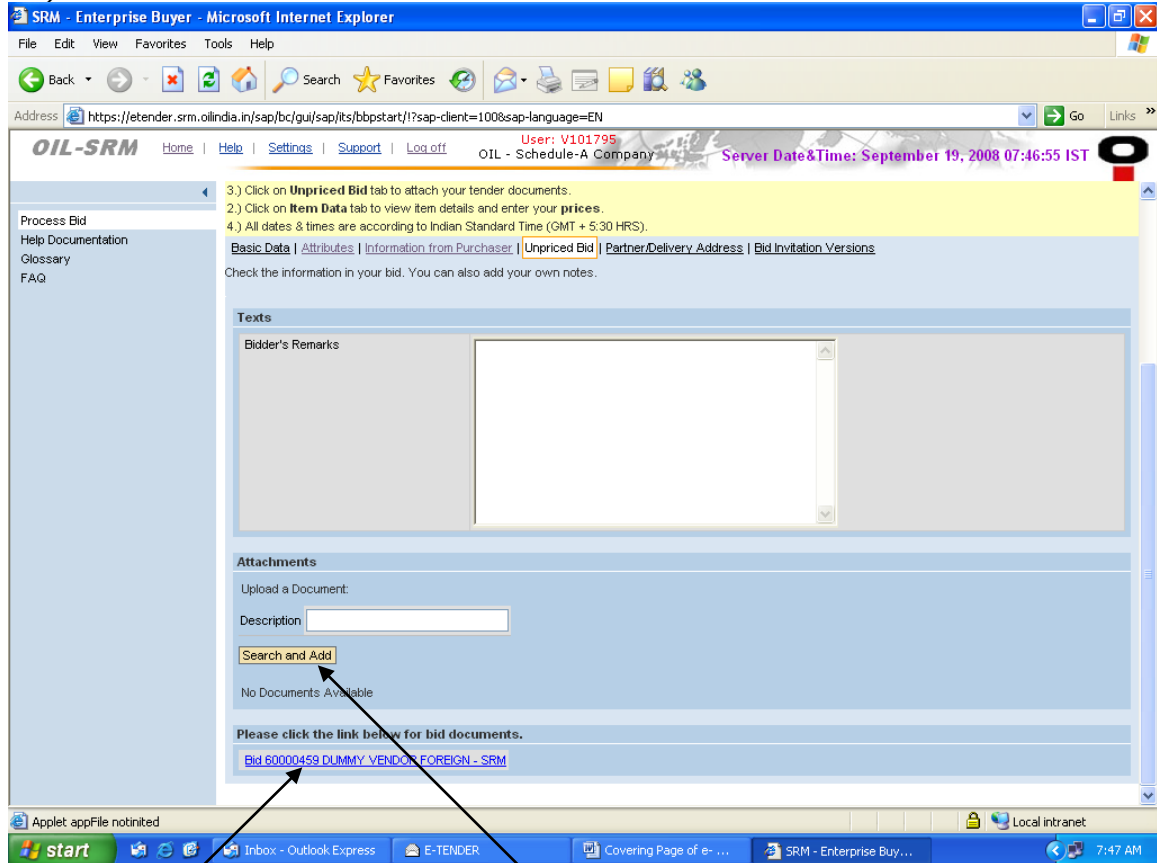 SRM - Enterprise Buyer - Microsoft Internet Explorer
File Edit View Favorites Tools Help
Back Search Favorites
Address https://etender.srm.oilindia.in/sap/bc/gui/sap/its/bbpstart/!?sap-client=100&sap-language=EN Go Links »
OIL-SRM Home | Help | Settings | Support | Log off User: V101795
OIL - Schedule-A Company Server Date&Time: September 19, 2008 07:46:55 IST
3.) Click on Unpriced Bid tab to attach your tender documents.
2.) Click on Item Data tab to view item details and enter your prices.
4.) All dates & times are according to Indian Standard Time (GMT + 5:30 HRS).
Process Bid
Help Documentation
Glossary
FAQ
Basic Data | Attributes | Information from Purchaser | Unpriced Bid | Partner/Delivery Address | Bid Invitation Versions
Check the information in your bid. You can also add your own notes.
Texts
Bidder's Remarks
Attachments
Upload a Document:
Description
Search and Add
No Documents Available
Please click the link below for bid documents.
Bid 60000459 DUMMY VENDOR FOREIGN - SRM
Applet appFile notinited Local intranet
start Inbox - Outlook Express E-TENDER Covering Page of e- ... SRM - Enterprise Buy... 7:47 AM